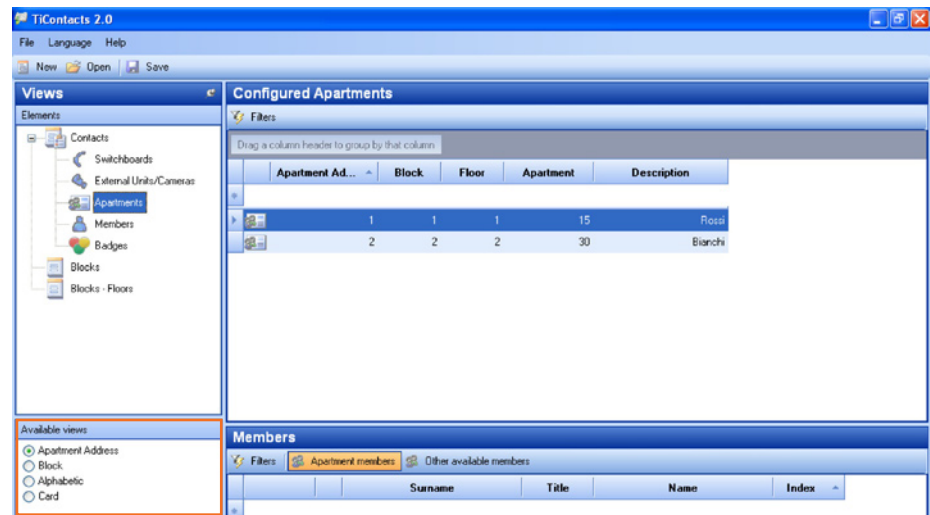 TiContacts 2.0
File Language Help
New Open Save
Views
Elements
Contacts
Switchboards
External Units/Cameras
Apartments
Members
Badges
Blocks
Blocks - Floors
Available views
Apartment Address
Block
Alphabetic
Card
Configured Apartments
Filters
Drag a column header to group by that column
Apartment Ad... Block Floor Apartment Description
1 1 1 15 Rossi
2 2 2 30 Bianchi
Members
Filters Apartment members Other available members
Surname Title Name Index